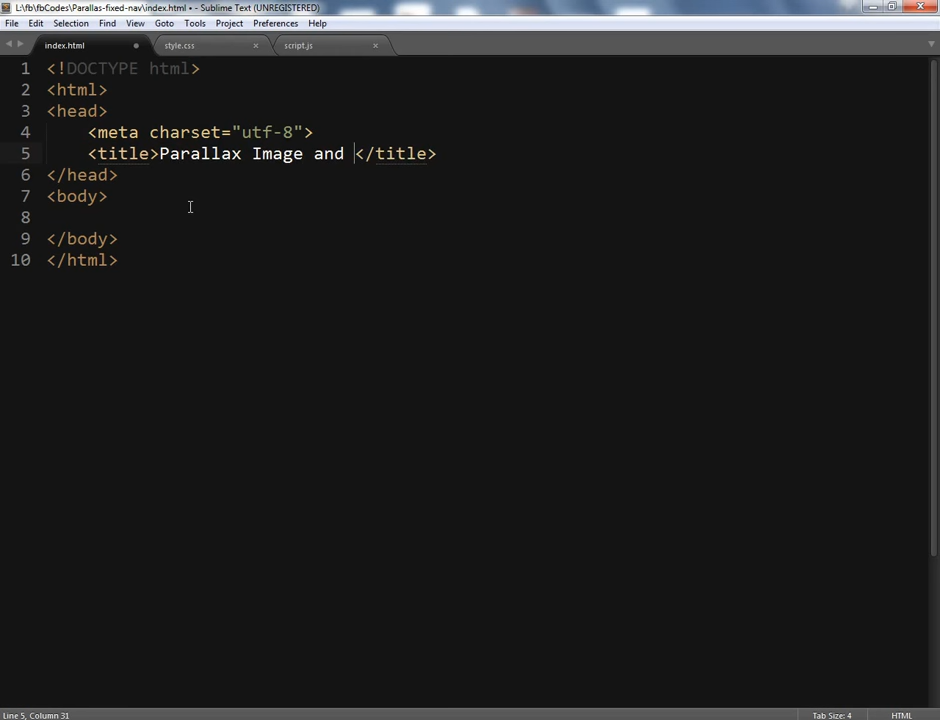 L:\fb\fbCodes\Parallas-fixed-nav\index.html • - Sublime Text (UNREGISTERED)
File Edit Selection Find View Goto Tools Project Preferences Help
index.html style.css script.js
1 <!DOCTYPE html>
2 <html>
3 <head>
4 <meta charset="utf-8">
5 <title>Parallax Image and </title>
6 </head>
7 <body>
8
9 </body>
10 </html>
Line 5, Column 31 Tab Size: 4 HTML